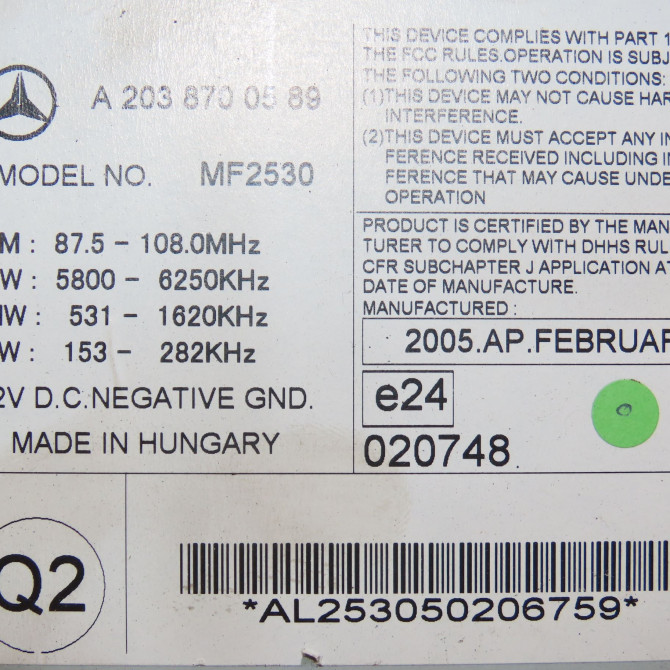 A 203 870 05 89
MODEL NO. MF2530
M : 87.5 - 108.0MHz
W : 5800 - 6250KHz
W : 531 - 1620KHz
W : 153 - 282KHz
2V D.C.NEGATIVE GND.
MADE IN HUNGARY
THIS DEVICE COMPLIES WITH PART 1
THE FCC RULES.OPERATION IS SUBJ
THE FOLLOWING TWO CONDITIONS:
(1)THIS DEVICE MAY NOT CAUSE HAR
INTERFERENCE.
(2)THIS DEVICE MUST ACCEPT ANY IN
FERENCE RECEIVED INCLUDING IN
FERENCE THAT MAY CAUSE UNDE
OPERATION
PRODUCT IS CERTIFIED BY THE MAN
TURER TO COMPLY WITH DHHS RUL
CFR SUBCHAPTER J APPLICATION AT
DATE OF MANUFACTURE.
MANUFACTURED :
2005.AP.FEBRUAR
e24
020748
Q2
*AL253050206759*